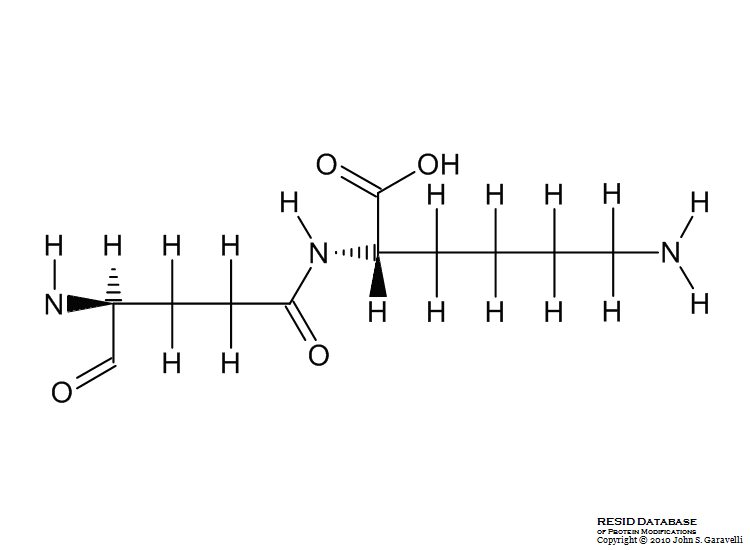 O OH
H H H H H H
H H H H N N
N H H H H H H
O
H H
O
RESID DATABASE
OF PROTEIN MODIFICATIONS
Copyright © 2010 John S. Garavelli